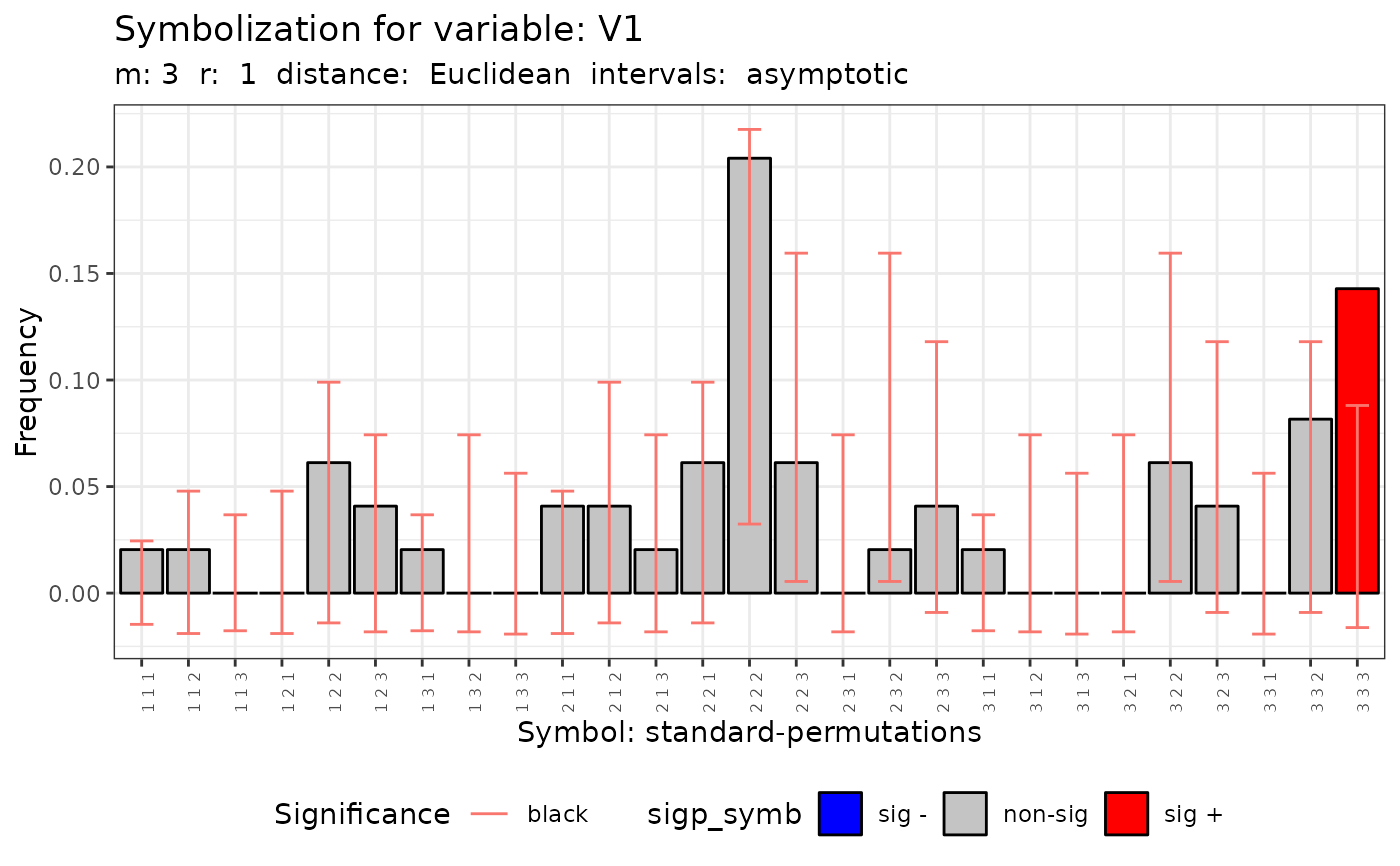 Symbolization for variable: V1
m: 3 r: 1 distance: Euclidean intervals: asymptotic
Frequency
0.20
0.15
0.10
0.05
0.00
1 1 1
1 1 2
1 1 3
1 2 1
1 2 2
1 2 3
1 3 1
1 3 2
1 3 3
2 1 1
2 1 2
2 1 3
2 2 1
2 2 2
2 2 3
2 3 1
2 3 2
2 3 3
3 1 1
3 1 2
3 1 3
3 2 1
3 2 2
3 2 3
3 3 1
3 3 2
3 3 3
Symbol: standard-permutations
Significance black sigp_symb sig - non-sig sig +